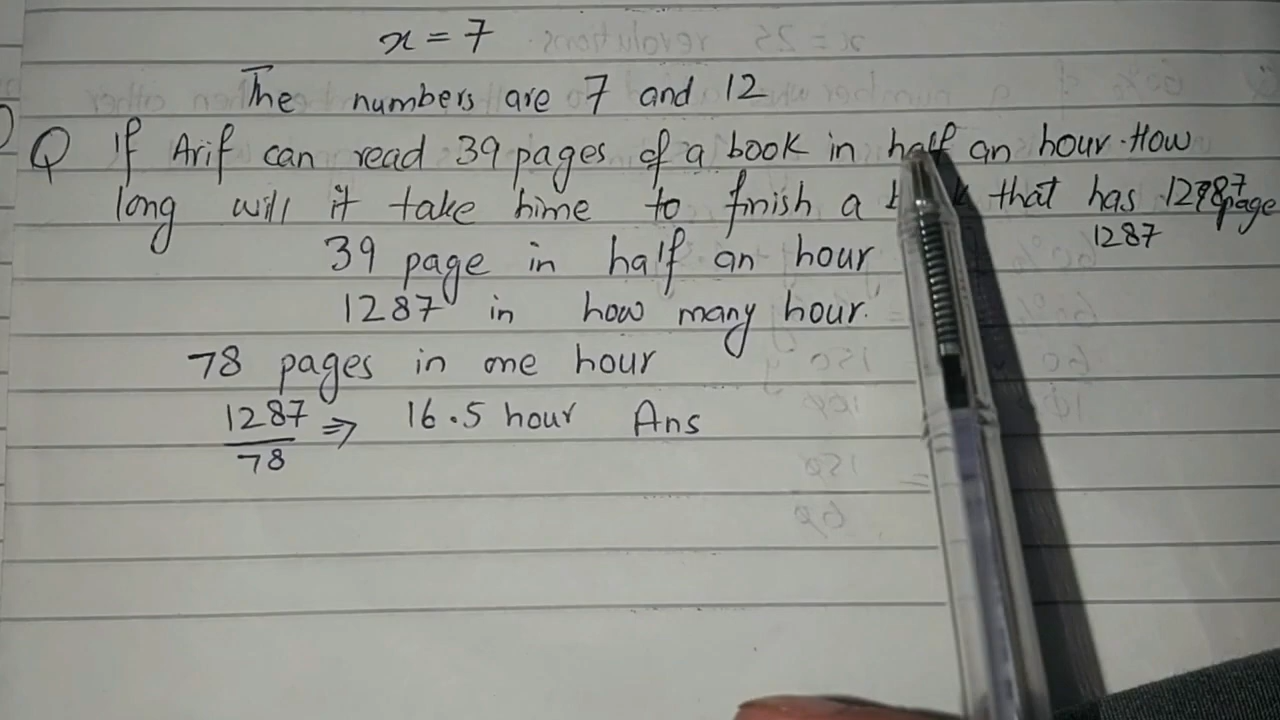 x = 7
The numbers are 7 and 12
Q If Arif can read 39 pages of a book in half an hour. How
long will it take hime to finish a that has 1287 page
1287
39 page in half an hour
1287 in how many hour.
78 pages in one hour
1287
78
⇒ 16.5 hour Ans